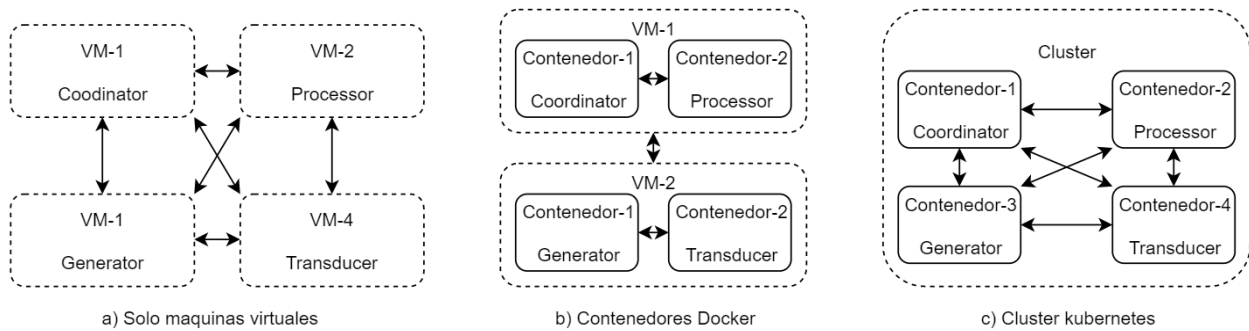 VM-1
Coodinator
VM-2
Processor
VM-1
Generator
VM-4
Transducer
a) Solo maquinas virtuales
VM-1
Contenedor-1
Coordinator
Contenedor-2
Processor
VM-2
Contenedor-1
Generator
Contenedor-2
Transducer
b) Contenedores Docker
Cluster
Contenedor-1
Coordinator
Contenedor-2
Processor
Contenedor-3
Generator
Contenedor-4
Transducer
c) Cluster kubernetes